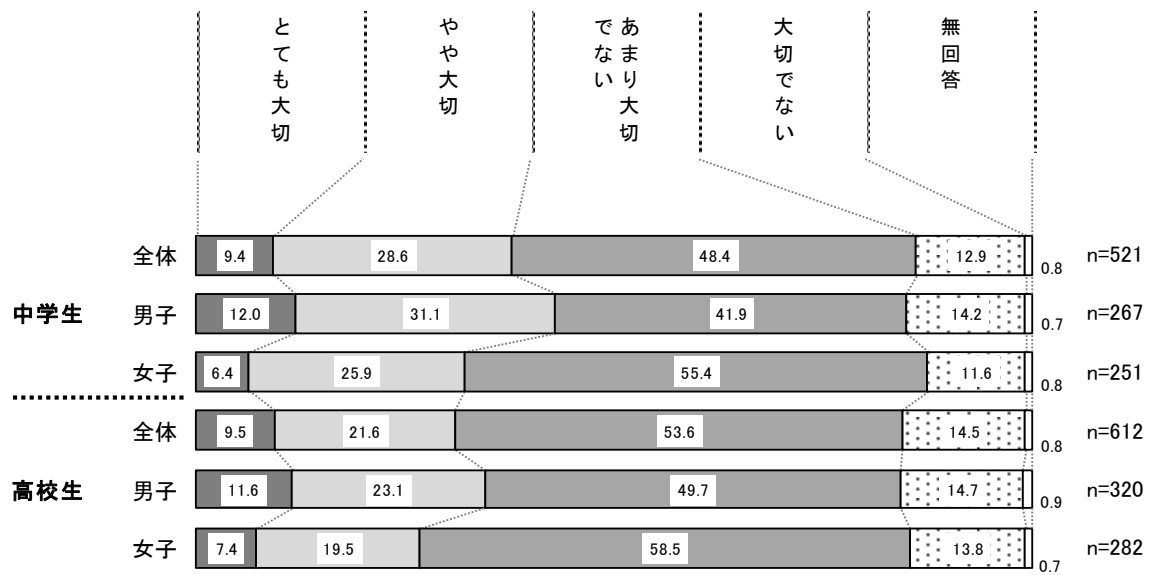 とても大切
やや大切
あまり大切
でない
大切でない
無回答
全体 9.4 28.6 48.4 12.9 0.8 n=521
中学生 男子 12.0 31.1 41.9 14.2 0.7 n=267
女子 6.4 25.9 55.4 11.6 0.8 n=251
全体 9.5 21.6 53.6 14.5 0.8 n=612
高校生 男子 11.6 23.1 49.7 14.7 0.9 n=320
女子 7.4 19.5 58.5 13.8 0.7 n=282